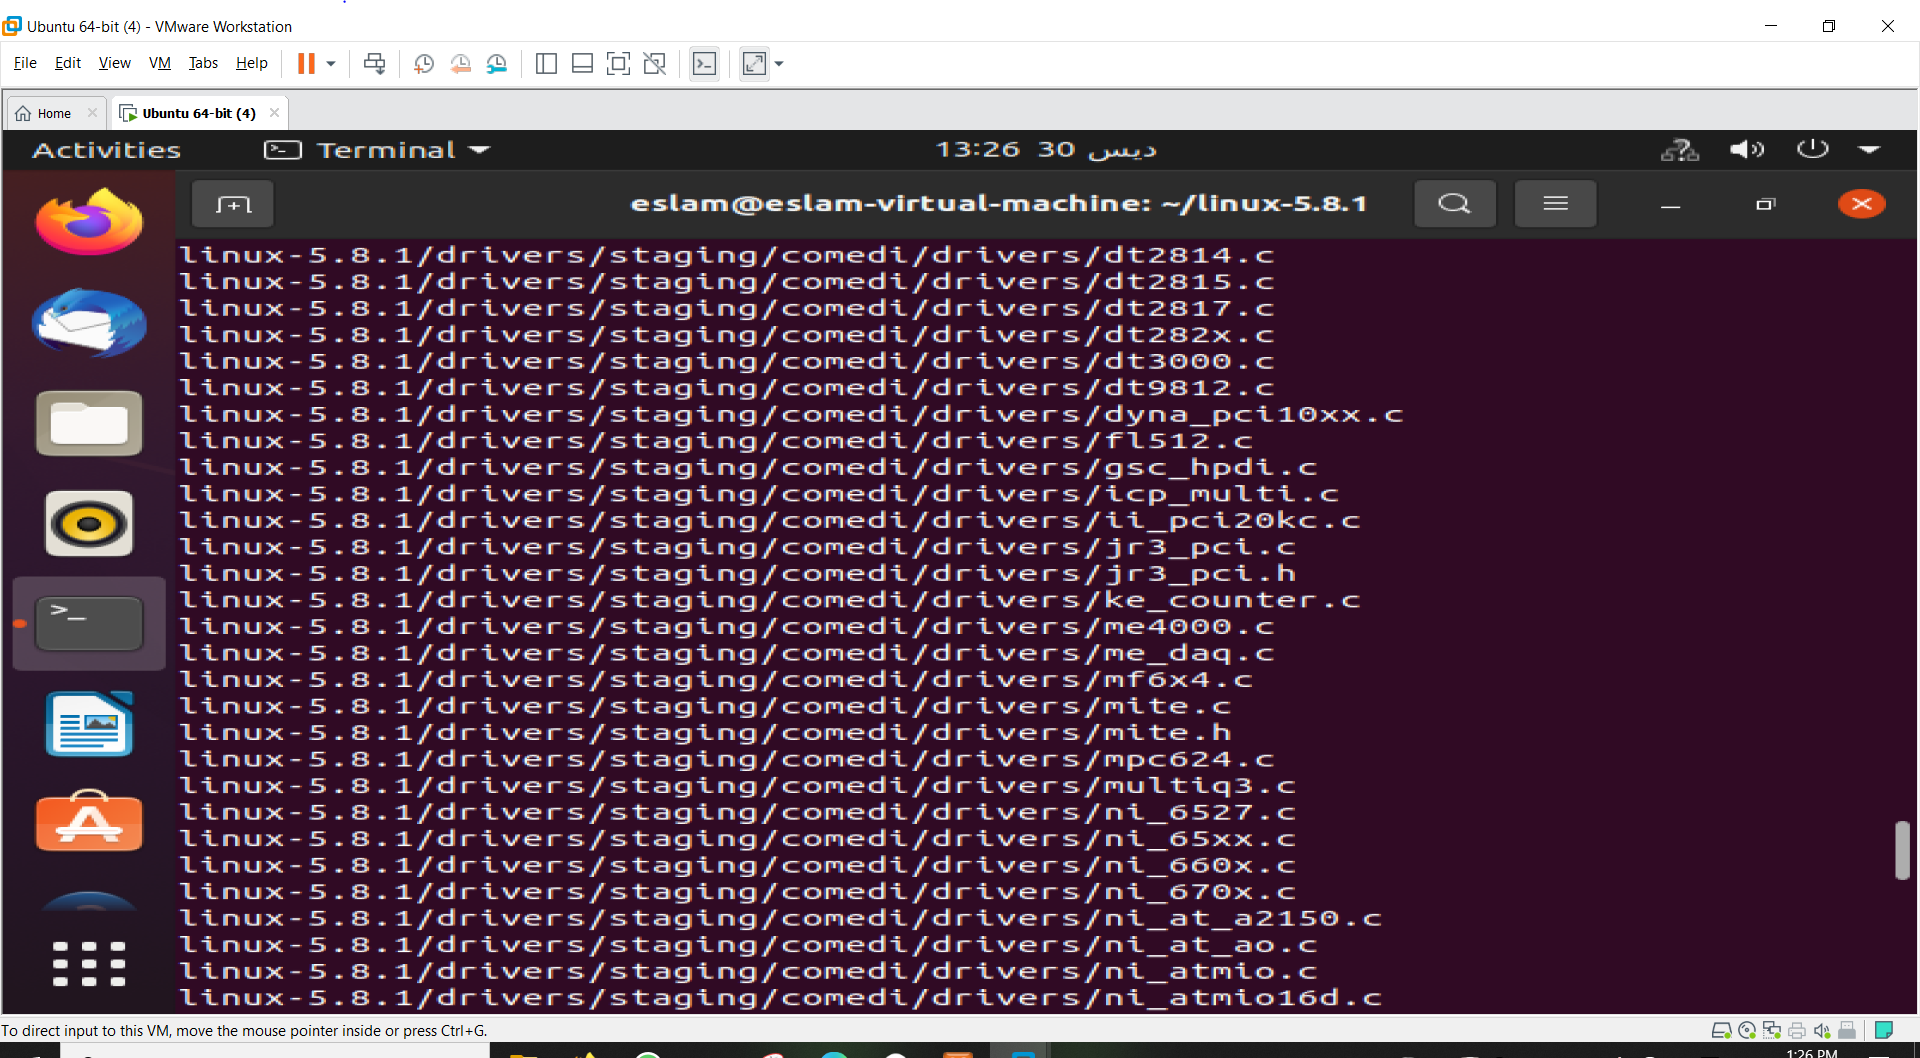 Ubuntu 64-bit (4) - VMware Workstation
File Edit View VM Tabs Help
Home
Ubuntu 64-bit (4)
Activities
Terminal
13:26 30 ديس
eslam@eslam-virtual-machine: ~/linux-5.8.1
linux-5.8.1/drivers/staging/comedi/drivers/dt2814.c
linux-5.8.1/drivers/staging/comedi/drivers/dt2815.c
linux-5.8.1/drivers/staging/comedi/drivers/dt2817.c
linux-5.8.1/drivers/staging/comedi/drivers/dt282x.c
linux-5.8.1/drivers/staging/comedi/drivers/dt3000.c
linux-5.8.1/drivers/staging/comedi/drivers/dt9812.c
linux-5.8.1/drivers/staging/comedi/drivers/dyna_pci10xx.c
linux-5.8.1/drivers/staging/comedi/drivers/fl512.c
linux-5.8.1/drivers/staging/comedi/drivers/gsc_hpdi.c
linux-5.8.1/drivers/staging/comedi/drivers/icp_multi.c
linux-5.8.1/drivers/staging/comedi/drivers/ii_pci20kc.c
linux-5.8.1/drivers/staging/comedi/drivers/jr3_pci.c
linux-5.8.1/drivers/staging/comedi/drivers/jr3_pci.h
linux-5.8.1/drivers/staging/comedi/drivers/ke_counter.c
linux-5.8.1/drivers/staging/comedi/drivers/me4000.c
linux-5.8.1/drivers/staging/comedi/drivers/me_daq.c
linux-5.8.1/drivers/staging/comedi/drivers/mf6x4.c
linux-5.8.1/drivers/staging/comedi/drivers/mite.c
linux-5.8.1/drivers/staging/comedi/drivers/mite.h
linux-5.8.1/drivers/staging/comedi/drivers/mpc624.c
linux-5.8.1/drivers/staging/comedi/drivers/multiq3.c
linux-5.8.1/drivers/staging/comedi/drivers/ni_6527.c
linux-5.8.1/drivers/staging/comedi/drivers/ni_65xx.c
linux-5.8.1/drivers/staging/comedi/drivers/ni_660x.c
linux-5.8.1/drivers/staging/comedi/drivers/ni_670x.c
linux-5.8.1/drivers/staging/comedi/drivers/ni_at_a2150.c
linux-5.8.1/drivers/staging/comedi/drivers/ni_at_ao.c
linux-5.8.1/drivers/staging/comedi/drivers/ni_atmio.c
linux-5.8.1/drivers/staging/comedi/drivers/ni_atmio16d.c
To direct input to this VM, move the mouse pointer inside or press Ctrl+G.
1:26 PM